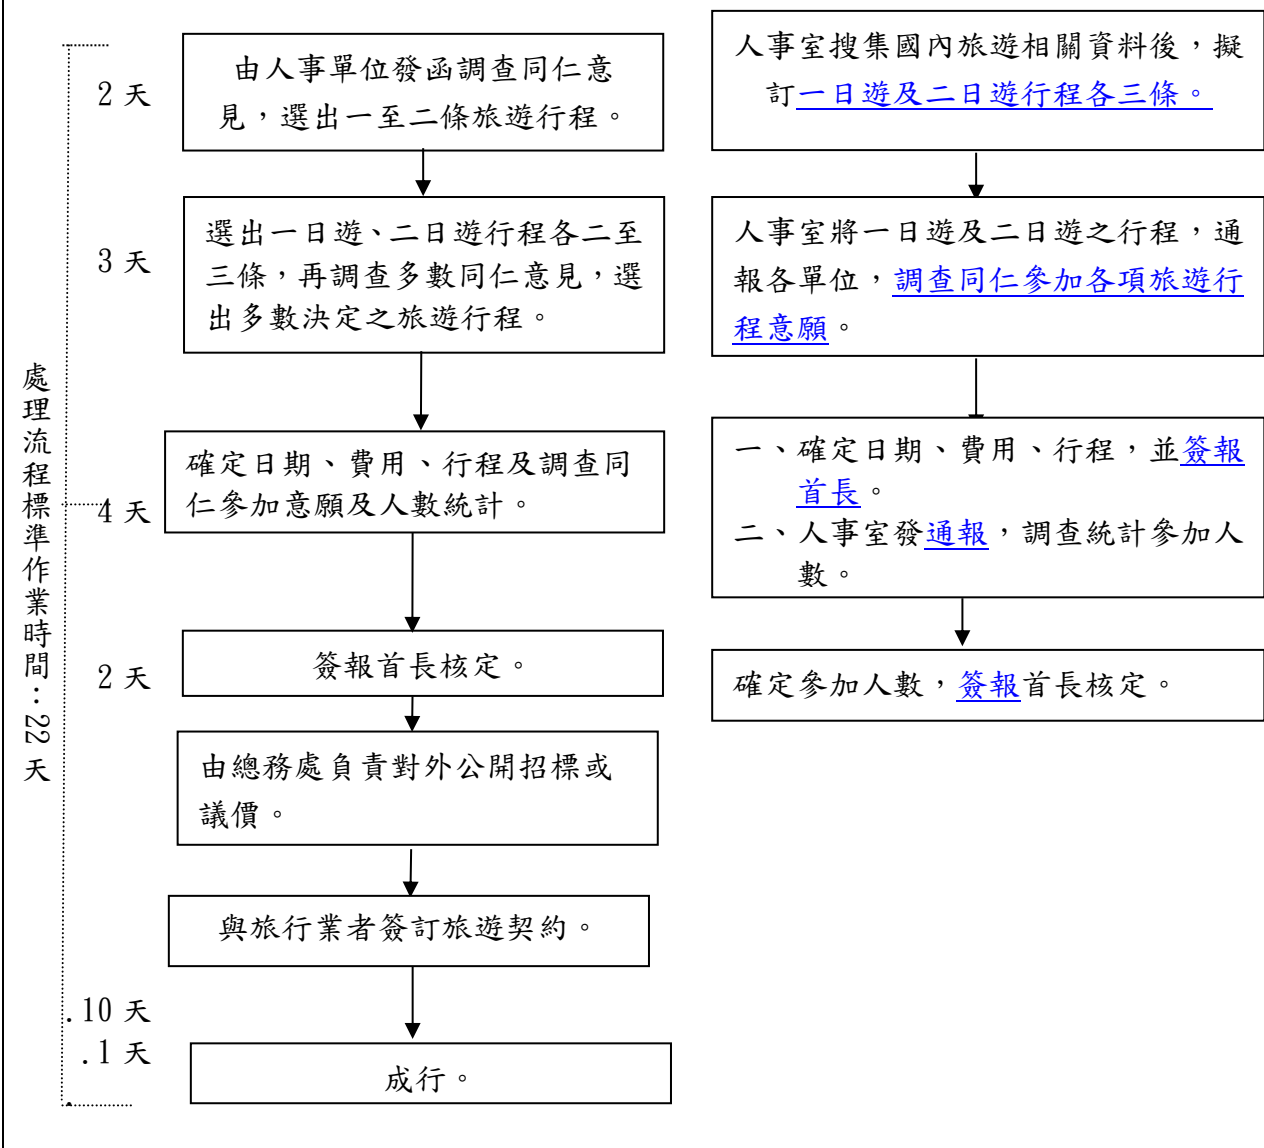 處理流程標準作業時間：22天
2 天
由人事單位發函調查同仁意
見，選出一至二條旅遊行程。
3 天
選出一日遊、二日遊行程各二至
三條，再調查多數同仁意見，選
出多數決定之旅遊行程。
4 天
確定日期、費用、行程及調查同
仁參加意願及人數統計。
2 天
簽報首長核定。
由總務處負責對外公開招標或
議價。
與旅行業者簽訂旅遊契約。
.10 天
.1 天
成行。
人事室搜集國內旅遊相關資料後，擬
訂一日遊及二日遊行程各三條。
人事室將一日遊及二日遊之行程，通
報各單位，調查同仁參加各項旅遊行
程意願。
一、確定日期、費用、行程，並簽報
首長。
二、人事室發通報，調查統計參加人
數。
確定參加人數，簽報首長核定。